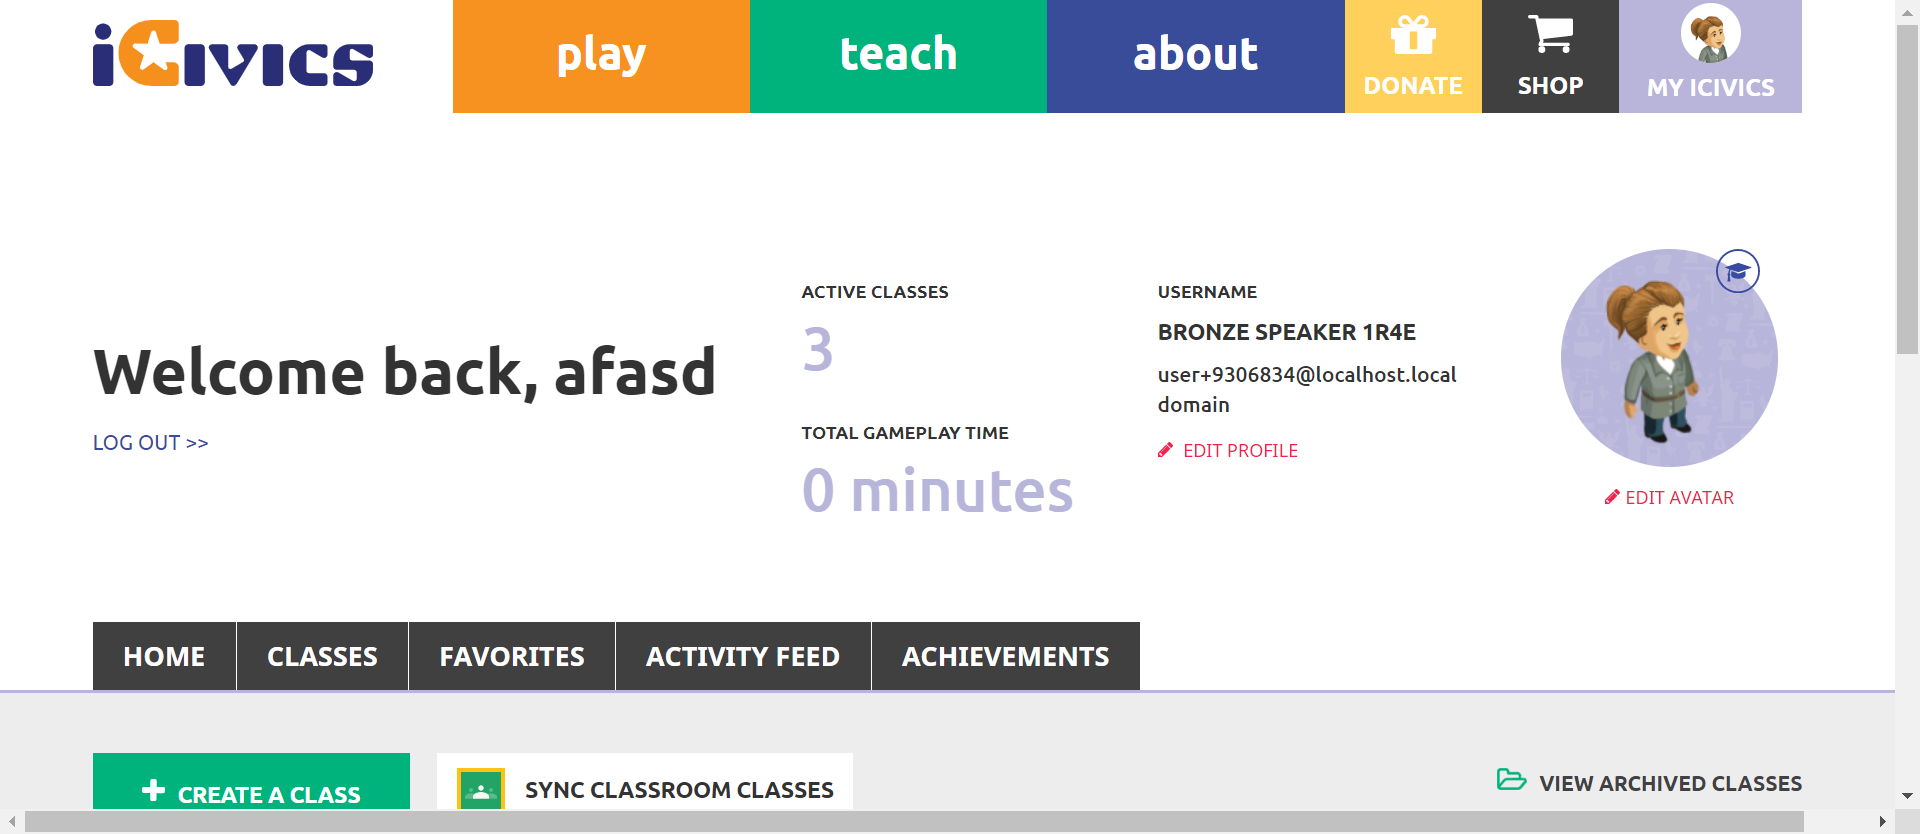 iCivics
play
teach
about
DONATE
SHOP
MY ICIVICS
Welcome back, afasd
LOG OUT >>
ACTIVE CLASSES
3
TOTAL GAMEPLAY TIME
0 minutes
USERNAME
BRONZE SPEAKER 1R4E
user+9306834@localhost.local
domain
EDIT PROFILE
EDIT AVATAR
HOME
CLASSES
FAVORITES
ACTIVITY FEED
ACHIEVEMENTS
CREATE A CLASS
SYNC CLASSROOM CLASSES
VIEW ARCHIVED CLASSES